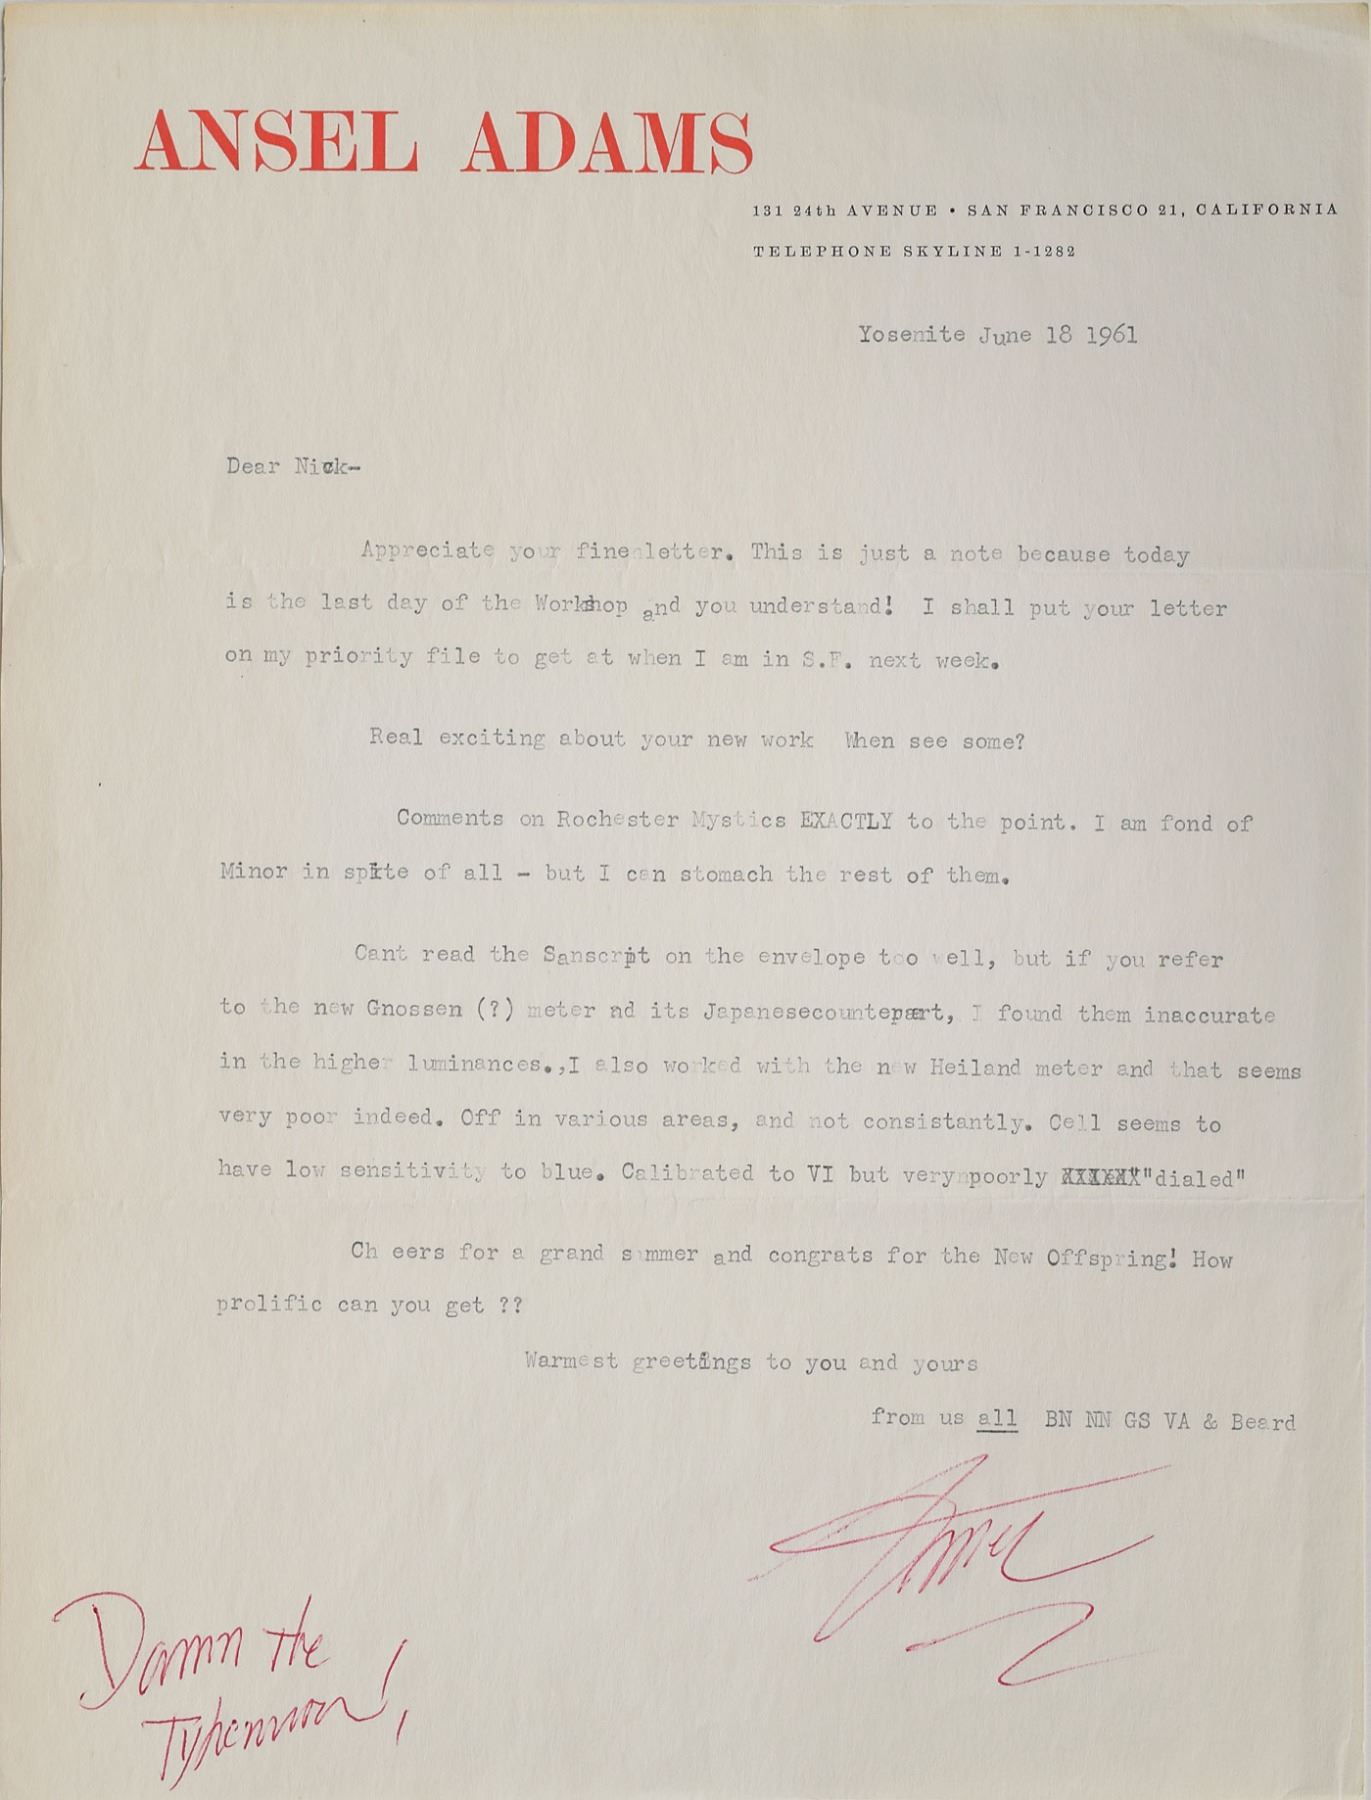 ANSEL ADAMS
131 24th AVENUE • SAN FRANCISCO 21, CALIFORNIA
TELEPHONE SKYLINE 1-1282
Yosenite June 18 1961
Dear Nick-
Appreciate your fine letter. This is just a note because today
is the last day of the Workshop and you understand! I shall put your letter
on my priority file to get at when I am in S.F. next week.
Real exciting about your new work When see some?
Comments on Rochester Mystics EXACTLY to the point. I am fond of
Minor in spite of all - but I can stomach the rest of them.
Cant read the Sanscrit on the envelope too well, but if you refer
to the new Gnossen (?) meter ad its Japanesecountepart, I found them inaccurate
in the higher luminances.,I also worked with the new Heiland meter and that seems
very poor indeed. Off in various areas, and not consistantly. Cell seems to
have low sensitivity to blue. Calibrated to VI but very poorly "dialed"
Ch eers for a grand summer and congrats for the New Offspring! How
prolific can you get ??
Warmest greetings to you and yours
from us all BN NN GS VA & Beard
Ansel
Damn the